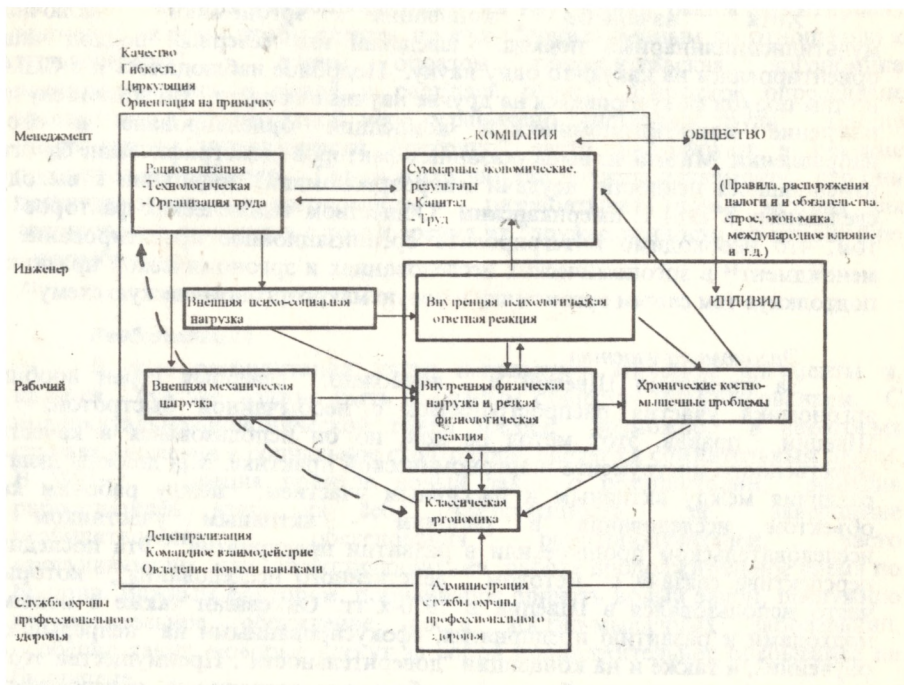 Качество
Гибкость
Циркуляция
Ориентация на привычку
Менеджмент
КОМПАНИЯ
ОБЩЕСТВО
Рационализация
- Технологическая
- Организация труда
результаты
- Капитал
- Труд
(Правила, распоряжения
налоги и и обязательства,
спрос, экономика,
международное влияние
и т.д.)
Инженер
ИНДИВИД
Внешняя психо-социальная
нагрузка
Внутренняя психологическая
ответная реакция
Рабочий
Внешняя механическая
нагрузка
Внутренняя физическая
нагрузка и резкая
физиологическая
реакция
Хронические костно-
мышечные проблемы
Классическая
эргономика
Децентрализация
Командное взаимодействие
Овладение новыми навыками
Служба охраны
профессионального
здоровья
Администрация
службы охраны
профессионального
здоровья